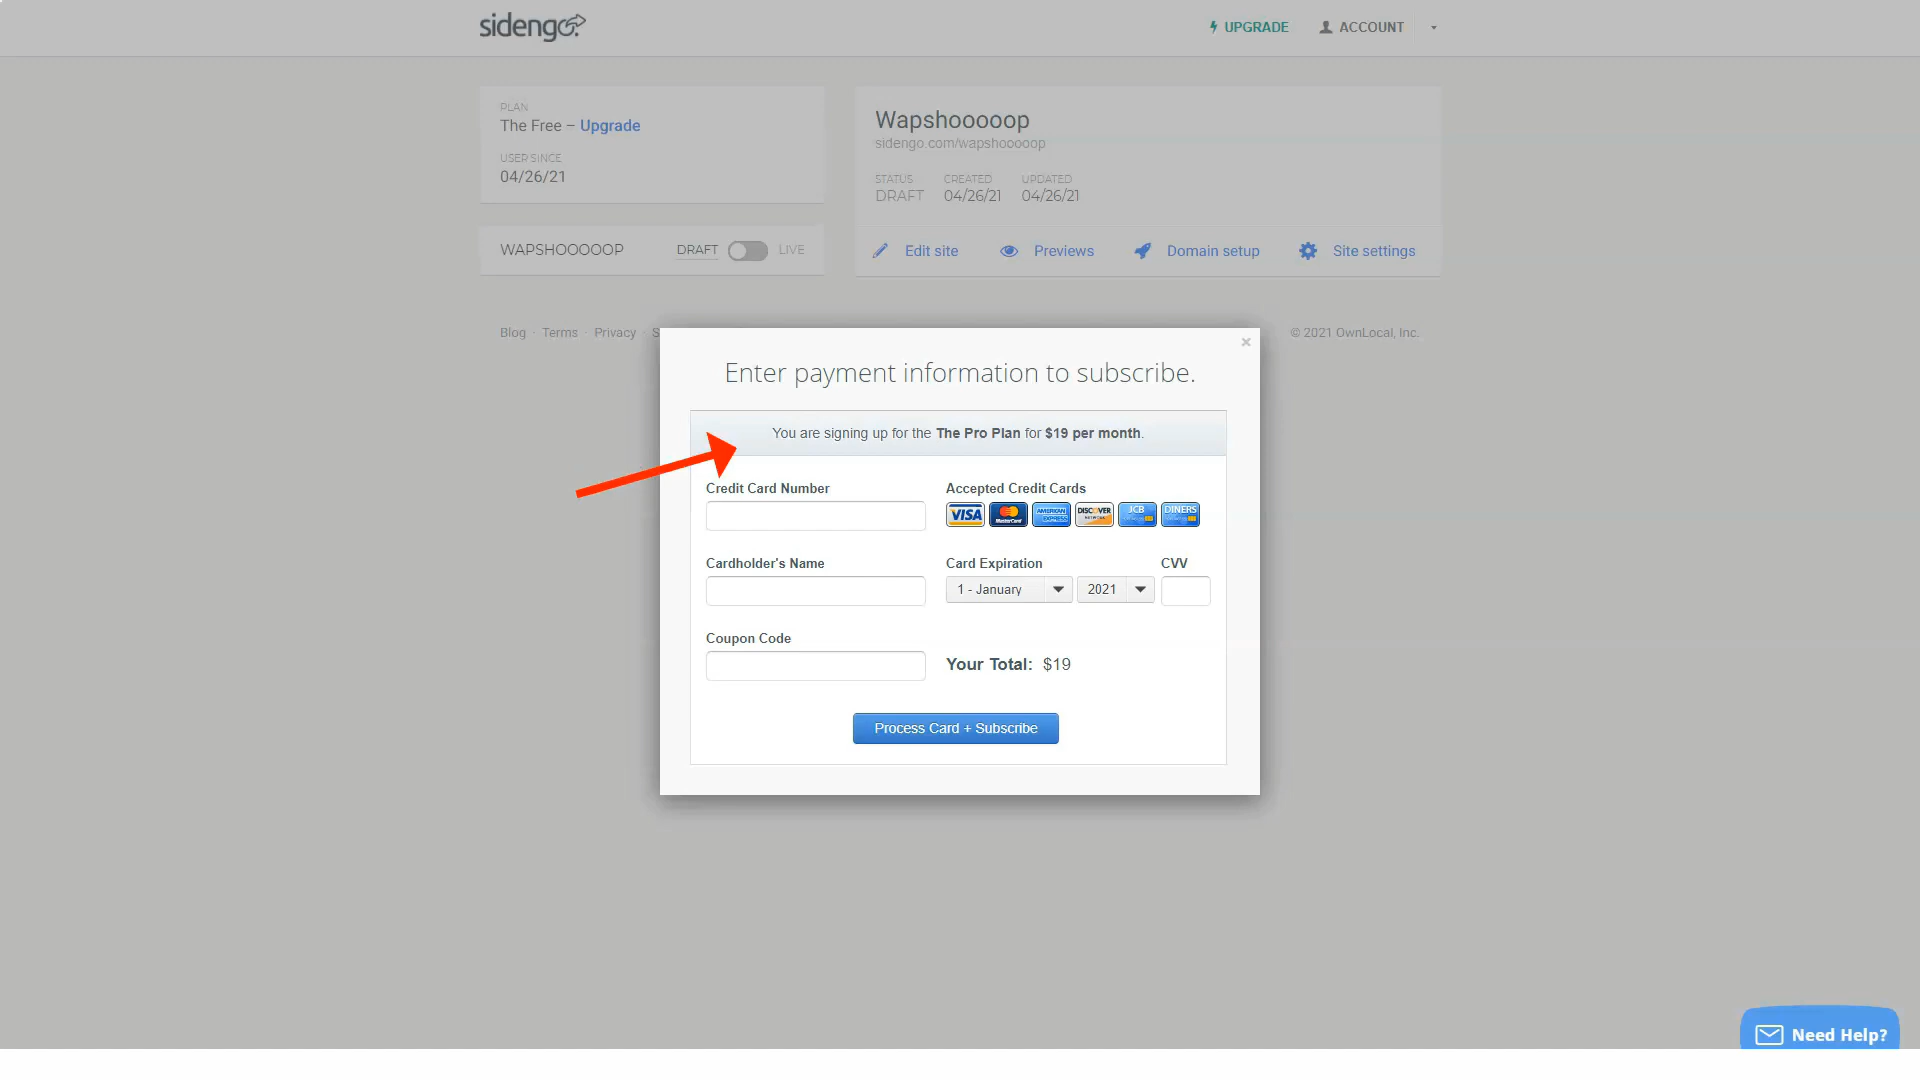 sidengo
UPGRADE
ACCOUNT
PLAN
The Free – Upgrade
USER SINCE
04/26/21
WAPSHOOOOOP
DRAFT
LIVE
Wapshooooop
sidengo.com/wapshooooop
STATUS CREATED UPDATED
DRAFT 04/26/21 04/26/21
Edit site
Previews
Domain setup
Site settings
Blog · Terms · Privacy · S
© 2021 OwnLocal, Inc.
×
Enter payment information to subscribe.
You are signing up for the The Pro Plan for $19 per month.
Credit Card Number
Accepted Credit Cards
VISA MasterCard AMERICAN EXPRESS DISCOVER NETWORK JCB DINERS
Cardholder's Name
Card Expiration
CVV
1 - January
2021
Coupon Code
Your Total: $19
Process Card + Subscribe
Need Help?